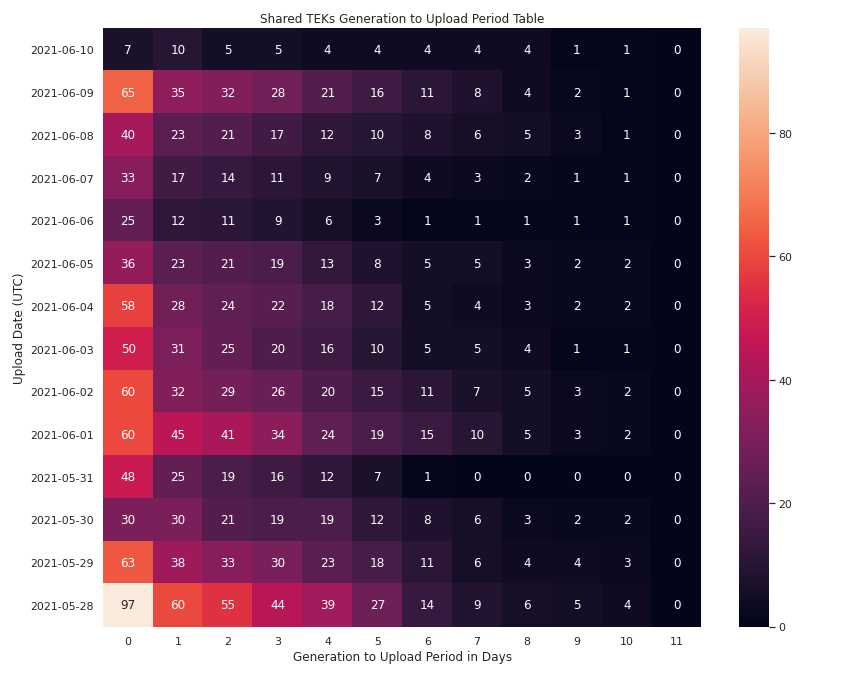 Shared TEKs Generation to Upload Period Table
Upload Date (UTC)
2021-06-10 7 10 5 5 4 4 4 4 4 1 1 0
2021-06-09 65 35 32 28 21 16 11 8 4 2 1 0
2021-06-08 40 23 21 17 12 10 8 6 5 3 1 0
2021-06-07 33 17 14 11 9 7 4 3 2 1 1 0
2021-06-06 25 12 11 9 6 3 1 1 1 1 1 0
2021-06-05 36 23 21 19 13 8 5 5 3 2 2 0
2021-06-04 58 28 24 22 18 12 5 4 3 2 2 0
2021-06-03 50 31 25 20 16 10 5 5 4 1 1 0
2021-06-02 60 32 29 26 20 15 11 7 5 3 2 0
2021-06-01 60 45 41 34 24 19 15 10 5 3 2 0
2021-05-31 48 25 19 16 12 7 1 0 0 0 0 0
2021-05-30 30 30 21 19 19 12 8 6 3 2 2 0
2021-05-29 63 38 33 30 23 18 11 6 4 4 3 0
2021-05-28 97 60 55 44 39 27 14 9 6 5 4 0
0 1 2 3 4 5 6 7 8 9 10 11
Generation to Upload Period in Days
80
60
40
20
0